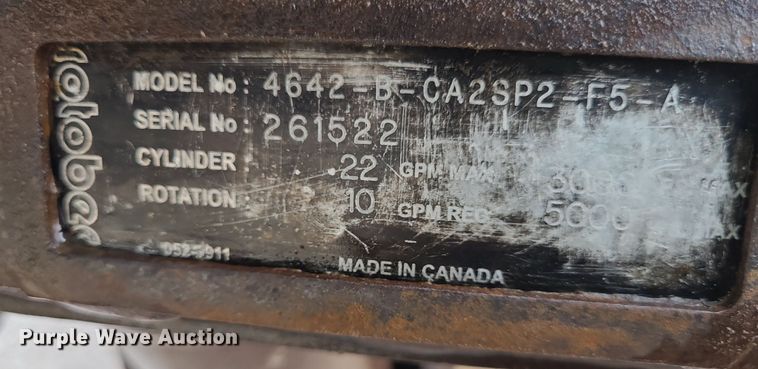 rotobec
MODEL No : 4642-B-CA2SP2-F5-A
SERIAL No : 261522
CYLINDER 22 GPM MAX
ROTATION : 10 GPM REC 5000
MADE IN CANADA
Purple Wave Auction